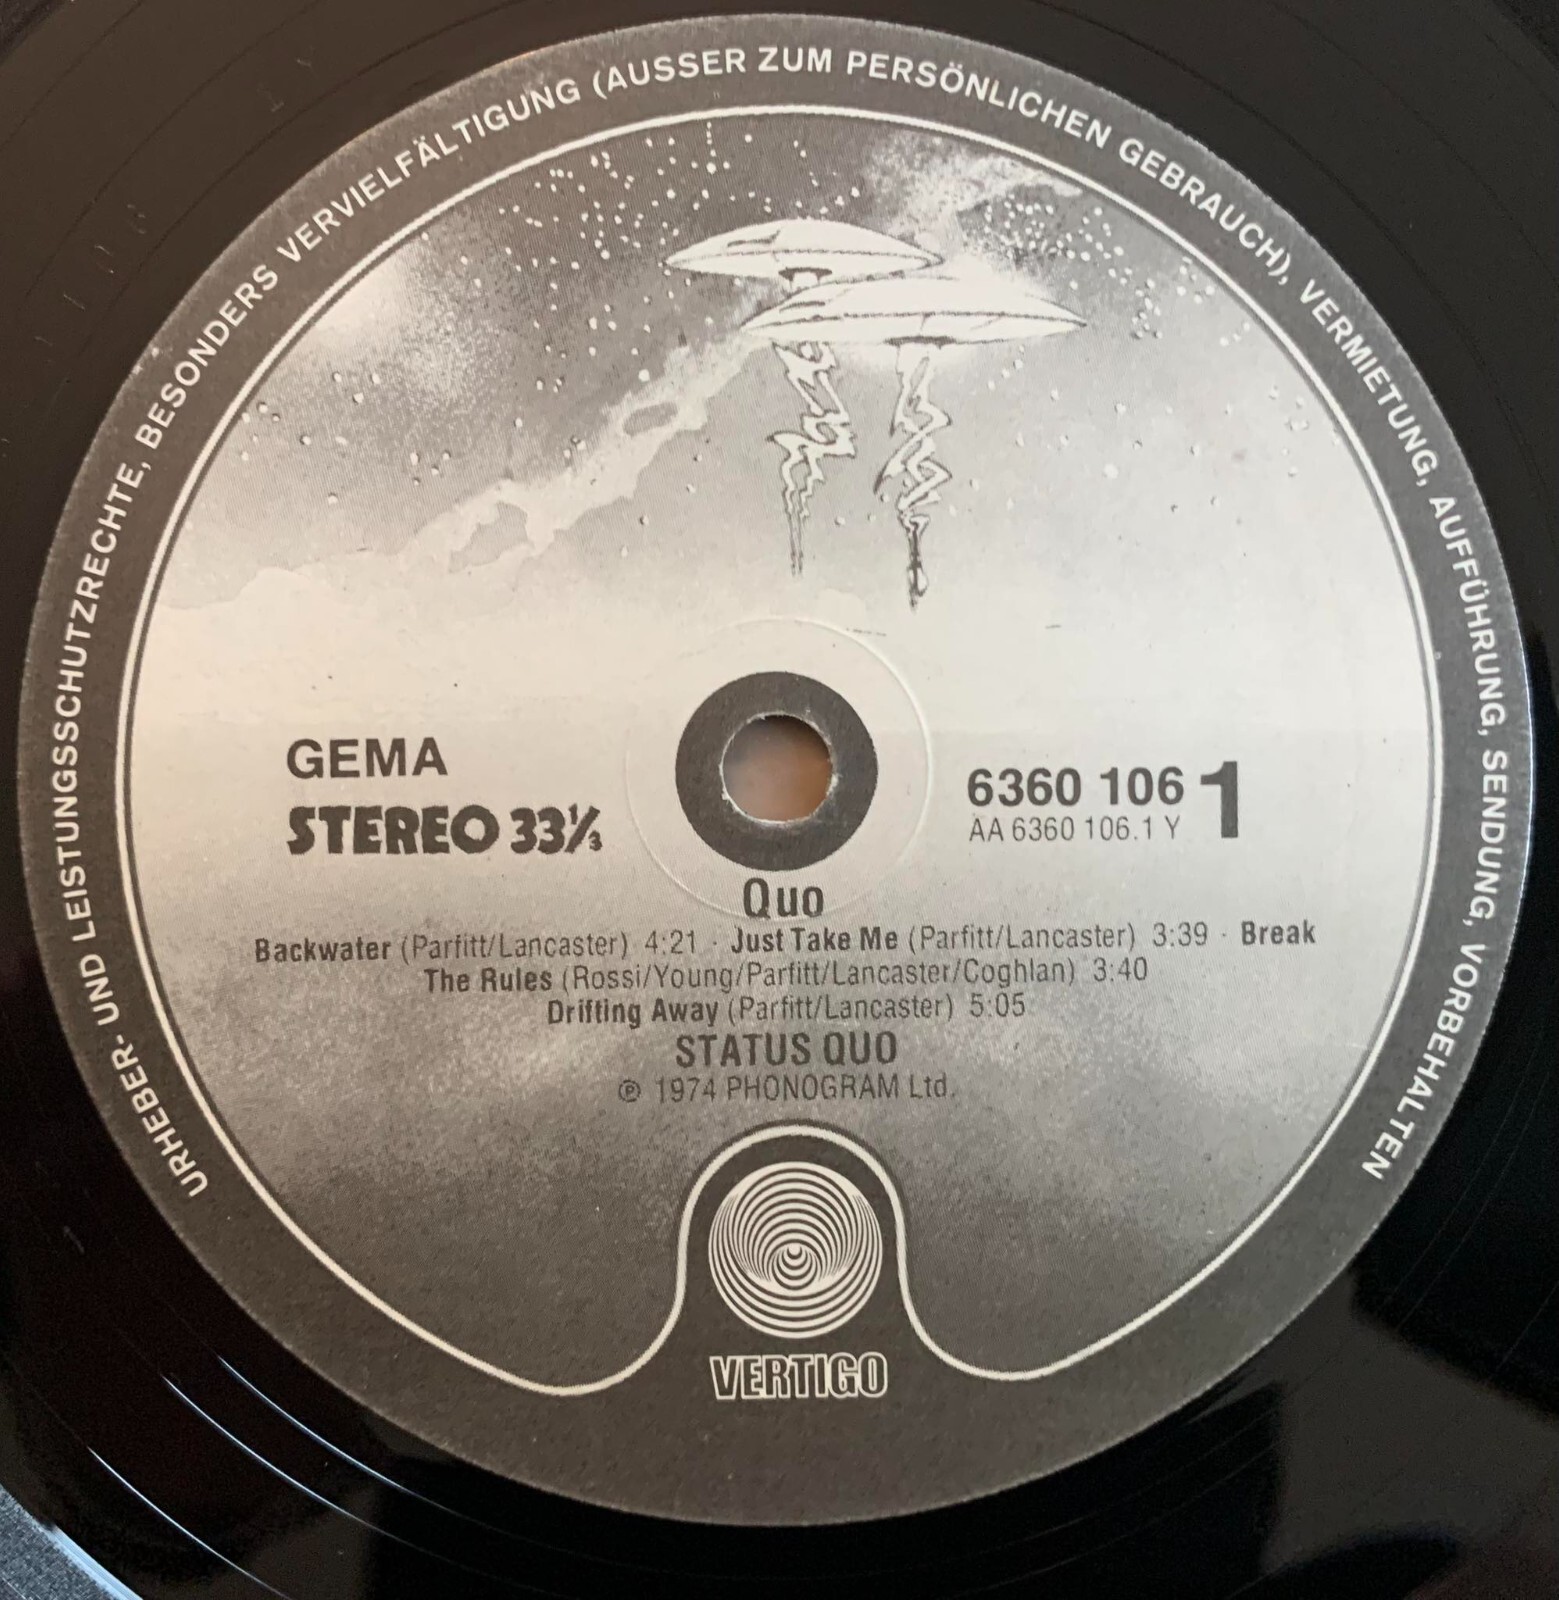 URHEBER- UND LEISTUNGSSCHUTZRECHTE, BESONDERS VERVIELFÄLTIGUNG (AUSSER ZUM PERSÖNLICHEN GEBRAUCH), VERMIETUNG, AUFFÜHRUNG, SENDUNG, VORBEHALTEN
GEMA
STEREO 33⅓
6360 106 1
AA 6360 106.1 Y
Quo
Backwater (Parfitt/Lancaster) 4:21 · Just Take Me (Parfitt/Lancaster) 3:39 · Break
The Rules (Rossi/Young/Parfitt/Lancaster/Coghlan) 3:40
Drifting Away (Parfitt/Lancaster) 5:05
STATUS QUO
℗ 1974 PHONOGRAM Ltd.
VERTIGO